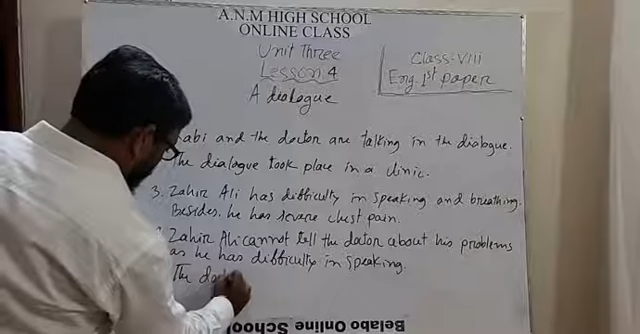 A.N.M HIGH SCHOOL
ONLINE CLASS
Unit Three
Lesson 4
A dialogue
Class-VIII
Eng. 1st paper
abi and the doctor are talking in the dialogue.
The dialogue took place in a clinic.
3. Zahir Ali has difficulty in speaking and breathing.
Besides. he has severe chest pain.
Zahir Ali cannot tell the doctor about his problems
as he has difficulty in speaking.
The do
Belabo Online School